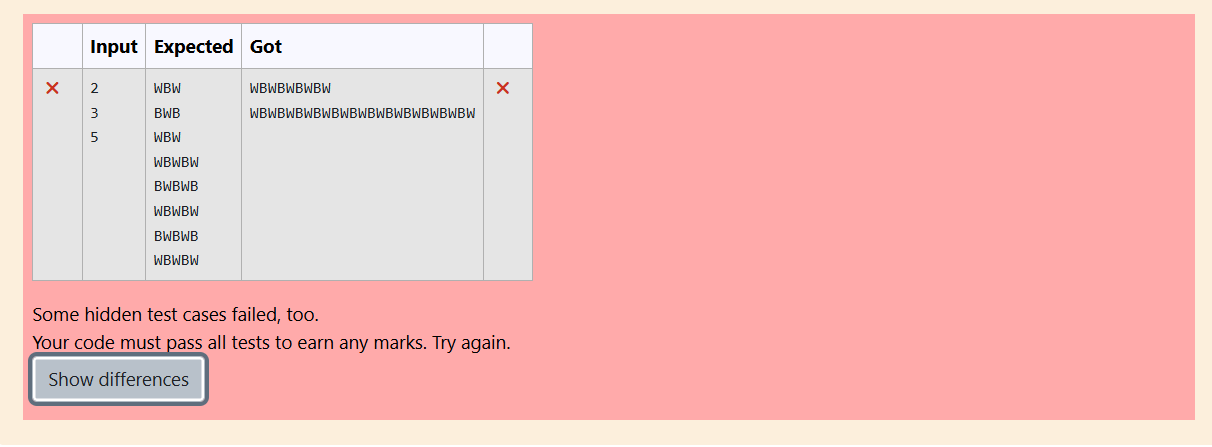 Input Expected Got
2 WBW WBWBWBWBW
3 BWB WBWBWBWBWBWBWBWBWBWBWBWBW
5 WBW
WBWBW
BWBWB
WBWBW
BWBWB
WBWBW
Some hidden test cases failed, too.
Your code must pass all tests to earn any marks. Try again.
Show differences